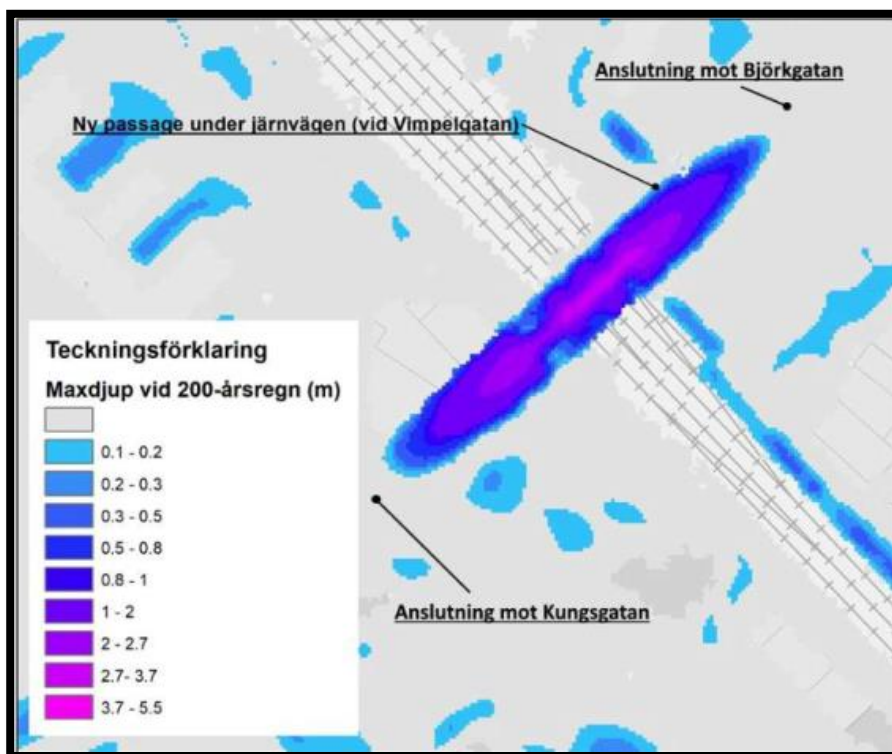 Anslutning mot Björkgatan
Ny passage under järnvägen (vid Vimpelgatan)
Teckningsförklaring
Maxdjup vid 200-årsregn (m)
0.1 - 0.2
0.2 - 0.3
0.3 - 0.5
0.5 - 0.8
0.8 - 1
1 - 2
2 - 2.7
2.7- 3.7
3.7 - 5.5
Anslutning mot Kungsgatan